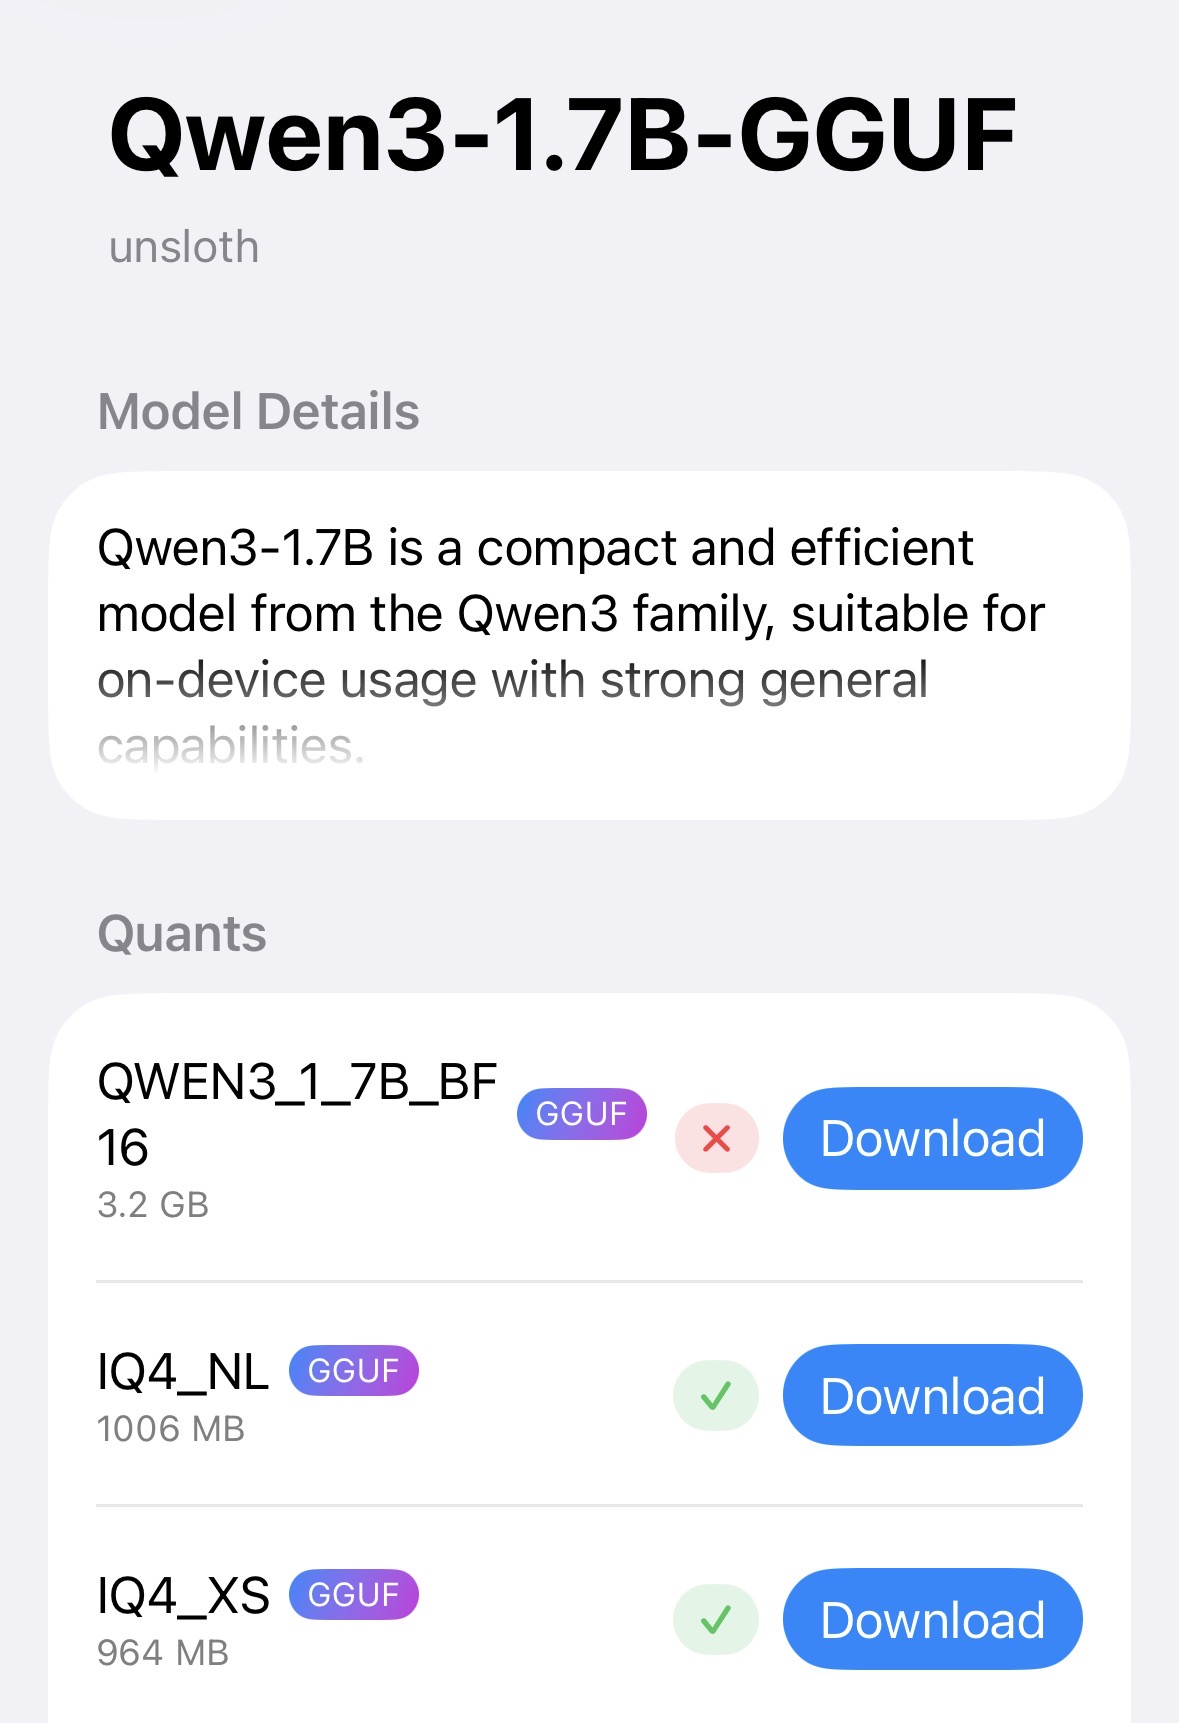 Qwen3-1.7B-GGUF
unsloth
Model Details
Qwen3-1.7B is a compact and efficient
model from the Qwen3 family, suitable for
on-device usage with strong general
capabilities.
Quants
QWEN3_1_7B_BF
16
GGUF
Download
3.2 GB
IQ4_NL GGUF
Download
1006 MB
IQ4_XS GGUF
Download
964 MB